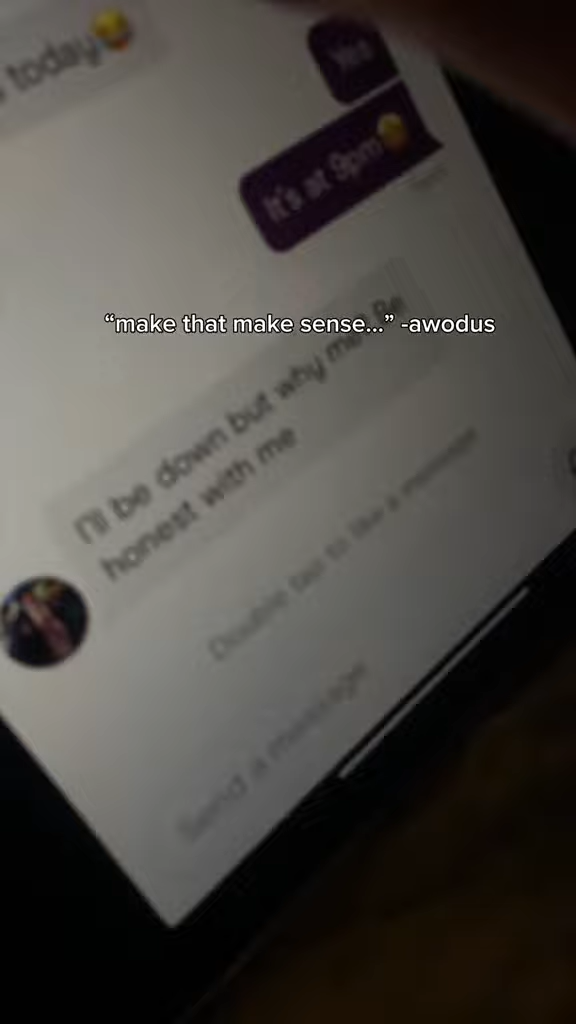 today😂
Yes
It's at 9pm😂
“make that make sense...” -awodus
I'll be down but why me? Be
honest with me
Double tap to like a message
Send a message